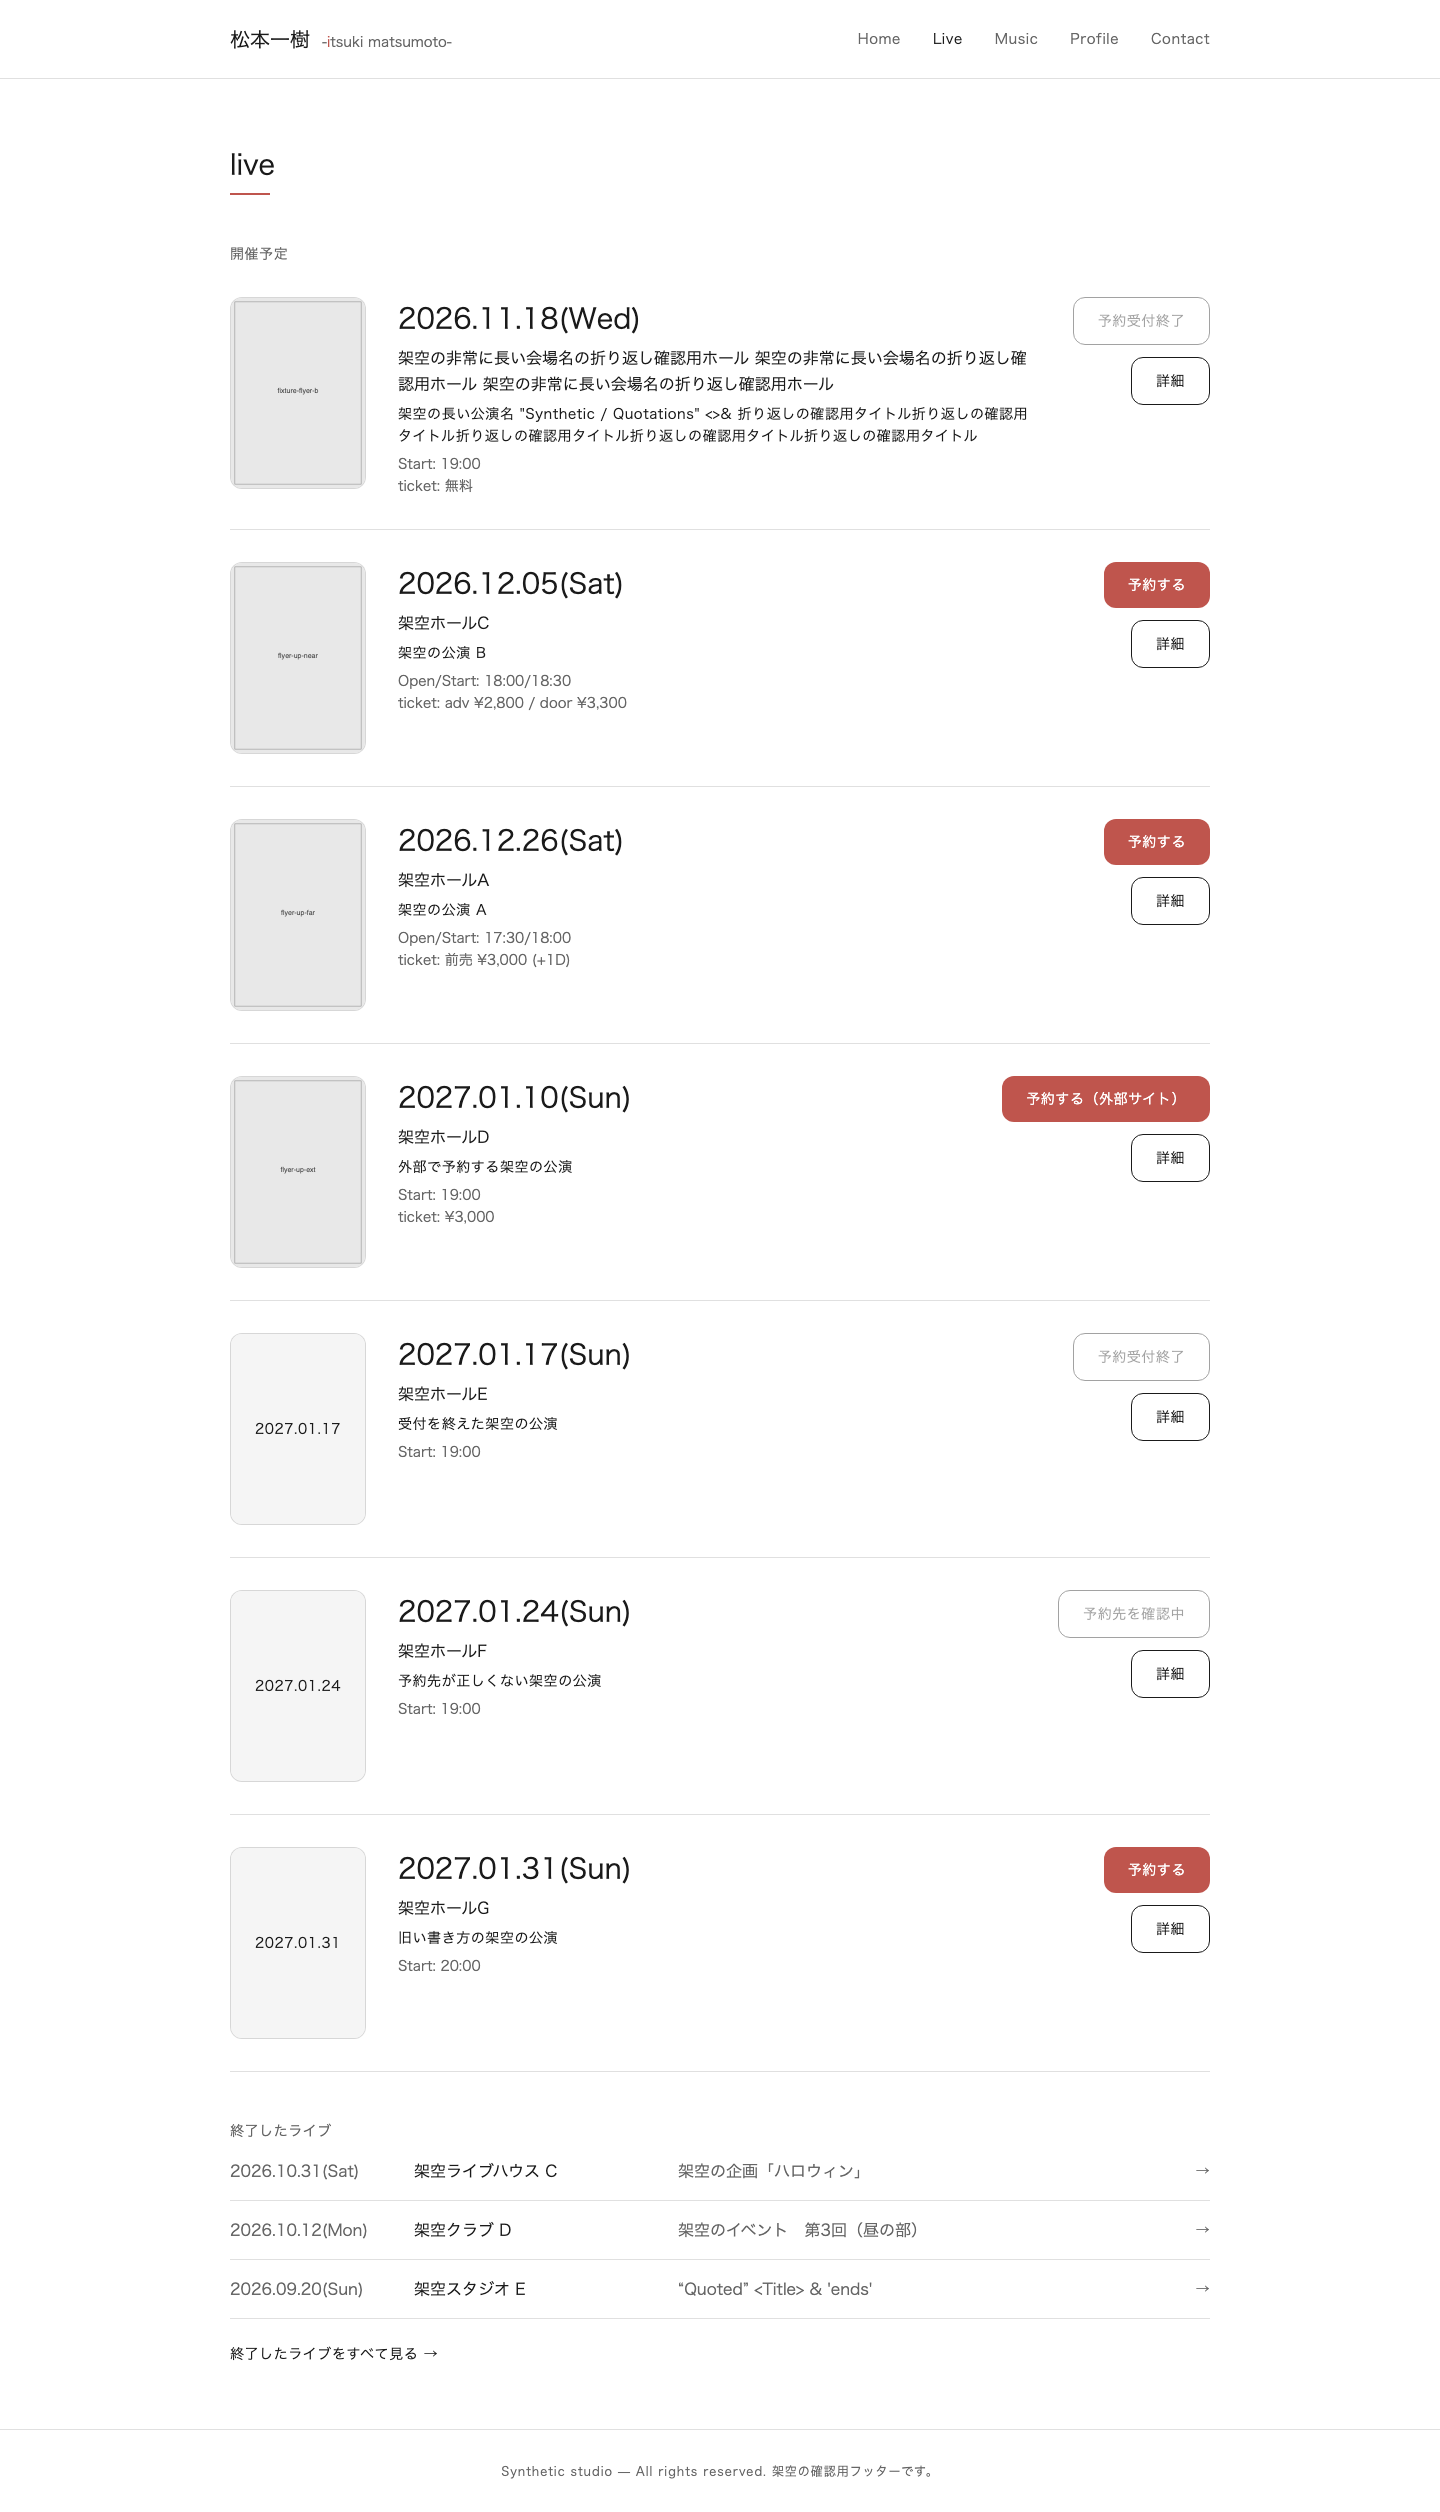 松本一樹 -itsuki matsumoto-
Home Live Music Profile Contact
live
開催予定
fixture-flyer-b
2026.11.18(Wed)
架空の非常に長い会場名の折り返し確認用ホール 架空の非常に長い会場名の折り返し確
認用ホール 架空の非常に長い会場名の折り返し確認用ホール
架空の長い公演名 "Synthetic / Quotations" <>& 折り返しの確認用タイトル折り返しの確認用
タイトル折り返しの確認用タイトル折り返しの確認用タイトル折り返しの確認用タイトル
Start: 19:00
ticket: 無料
予約受付終了
詳細
flyer-up-near
2026.12.05(Sat)
架空ホールC
架空の公演 B
Open/Start: 18:00/18:30
ticket: adv ¥2,800 / door ¥3,300
予約する
詳細
flyer-up-far
2026.12.26(Sat)
架空ホールA
架空の公演 A
Open/Start: 17:30/18:00
ticket: 前売 ¥3,000 (+1D)
予約する
詳細
flyer-up-ext
2027.01.10(Sun)
架空ホールD
外部で予約する架空の公演
Start: 19:00
ticket: ¥3,000
予約する（外部サイト）
詳細
2027.01.17
2027.01.17(Sun)
架空ホールE
受付を終えた架空の公演
Start: 19:00
予約受付終了
詳細
2027.01.24
2027.01.24(Sun)
架空ホールF
予約先が正しくない架空の公演
Start: 19:00
予約先を確認中
詳細
2027.01.31
2027.01.31(Sun)
架空ホールG
旧い書き方の架空の公演
Start: 20:00
予約する
詳細
終了したライブ
2026.10.31(Sat) 架空ライブハウス C 架空の企画「ハロウィン」 →
2026.10.12(Mon) 架空クラブ D 架空のイベント　第3回（昼の部） →
2026.09.20(Sun) 架空スタジオ E “Quoted” <Title> & 'ends' →
終了したライブをすべて見る →
Synthetic studio — All rights reserved. 架空の確認用フッターです。